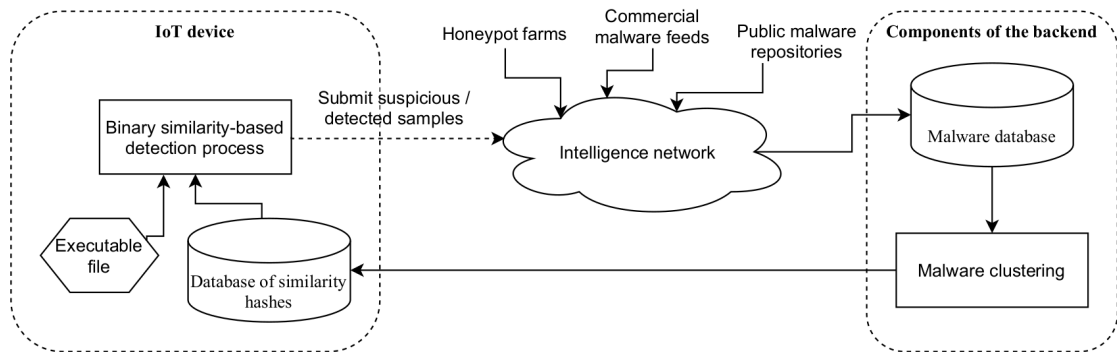 IoT device
Binary similarity-based
detection process
Executable
file
Database of similarity
hashes
Submit suspicious /
detected samples
Honeypot farms
Commercial
malware feeds
Public malware
repositories
Intelligence network
Components of the backend
Malware database
Malware clustering